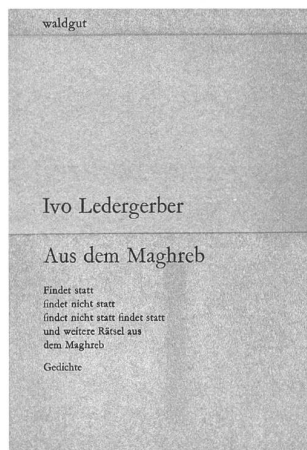 waldgut
Ivo Ledergerber
Aus dem Maghreb
Findet statt
findet nicht statt
findet nicht statt findet statt
und weitere Rätsel aus
dem Maghreb
Gedichte